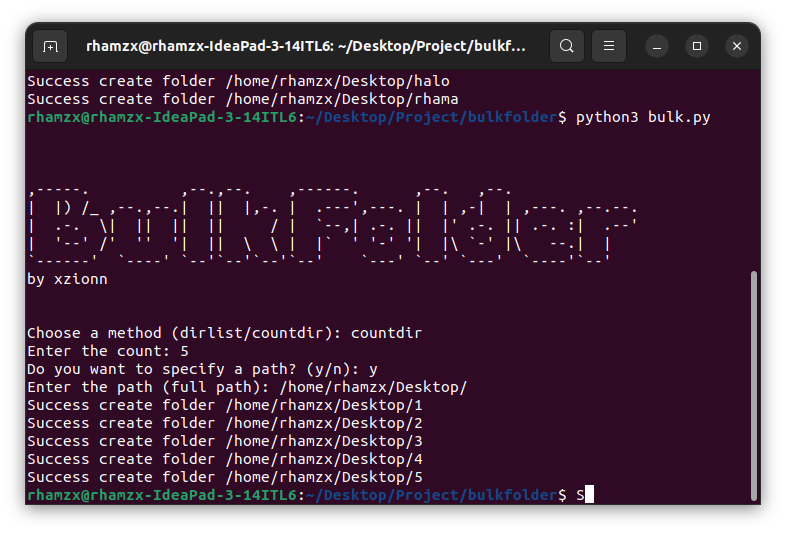 rhamzx@rhamzx-IdeaPad-3-14ITL6: ~/Desktop/Project/bulkf...
Success create folder /home/rhamzx/Desktop/halo
Success create folder /home/rhamzx/Desktop/rhama
rhamzx@rhamzx-IdeaPad-3-14ITL6:~/Desktop/Project/bulkfolder$ python3 bulk.py
Bulk Folder
by xzionn
Choose a method (dirlist/countdir): countdir
Enter the count: 5
Do you want to specify a path? (y/n): y
Enter the path (full path): /home/rhamzx/Desktop/
Success create folder /home/rhamzx/Desktop/1
Success create folder /home/rhamzx/Desktop/2
Success create folder /home/rhamzx/Desktop/3
Success create folder /home/rhamzx/Desktop/4
Success create folder /home/rhamzx/Desktop/5
rhamzx@rhamzx-IdeaPad-3-14ITL6:~/Desktop/Project/bulkfolder$ S